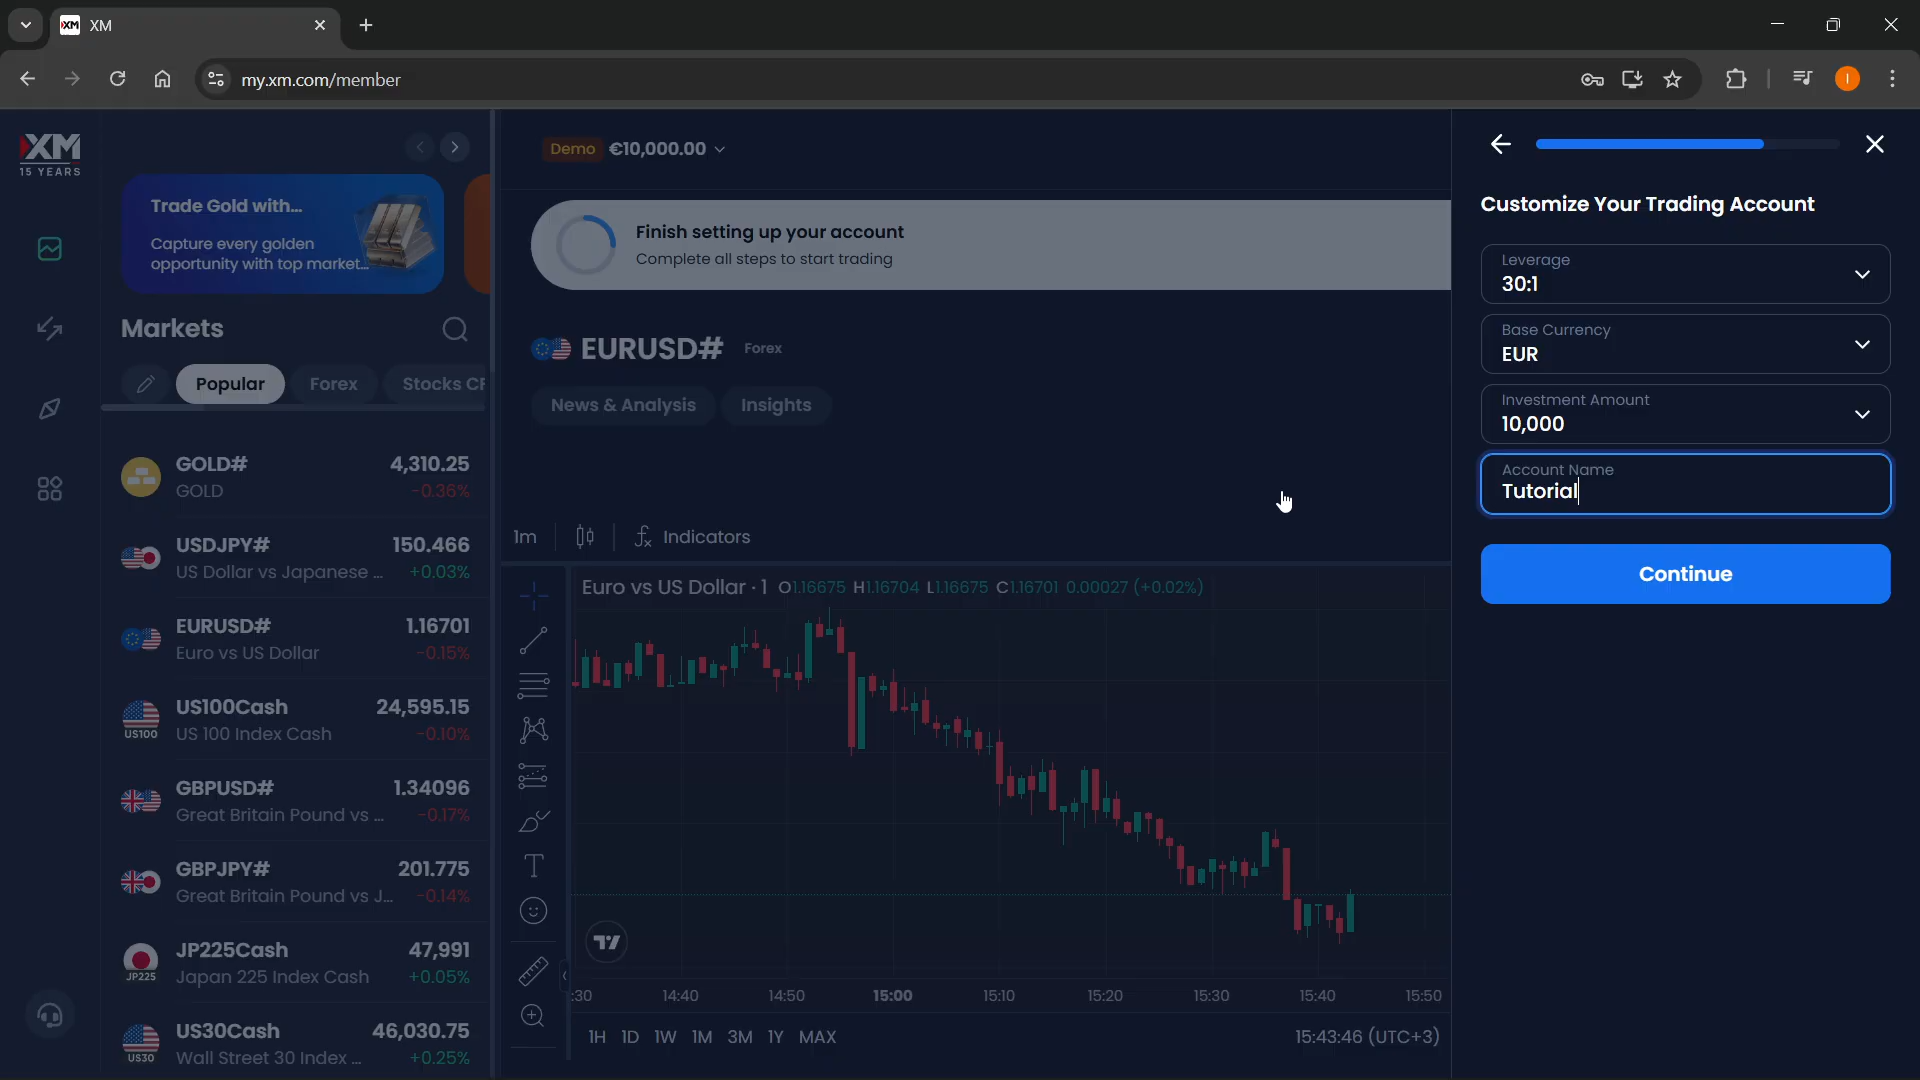 XM
my.xm.com/member
I
XM
15 YEARS
Trade Gold with...
Capture every golden
opportunity with top market...
Markets
Popular
Forex
Stocks CF
GOLD# 4,310.25
GOLD -0.36%
USDJPY# 150.466
US Dollar vs Japanese ... +0.03%
EURUSD# 1.16701
Euro vs US Dollar -0.15%
US100Cash 24,595.15
US100
US 100 Index Cash -0.10%
GBPUSD# 1.34096
Great Britain Pound vs ... -0.17%
GBPJPY# 201.775
Great Britain Pound vs J... -0.14%
JP225Cash 47,991
JP225
Japan 225 Index Cash +0.05%
US30Cash 46,030.75
US30
Wall Street 30 Index ... +0.25%
Demo €10,000.00
Finish setting up your account
Complete all steps to start trading
EURUSD# Forex
News & Analysis
Insights
1m
Indicators
Euro vs US Dollar · 1 O1.16675 H1.16704 L1.16675 C1.16701 0.00027 (+0.02%)
:30 14:40 14:50 15:00 15:10 15:20 15:30 15:40 15:50
1H 1D 1W 1M 3M 1Y MAX
15:43:46 (UTC+3)
Customize Your Trading Account
Leverage
30:1
Base Currency
EUR
Investment Amount
10,000
Account Name
Tutorial
Continue